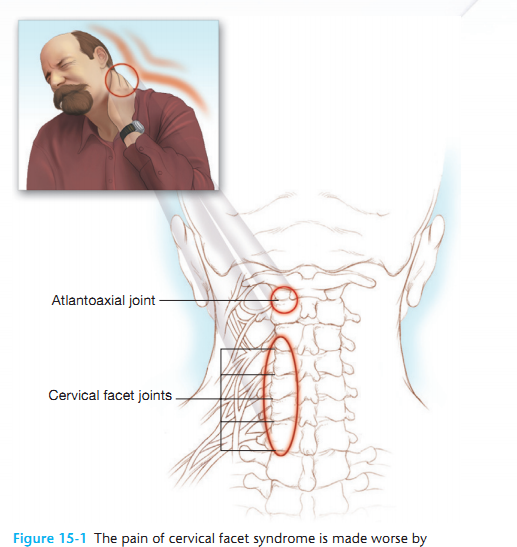 Atlantoaxial joint
Cervical facet joints
Figure 15-1 The pain of cervical facet syndrome is made worse by